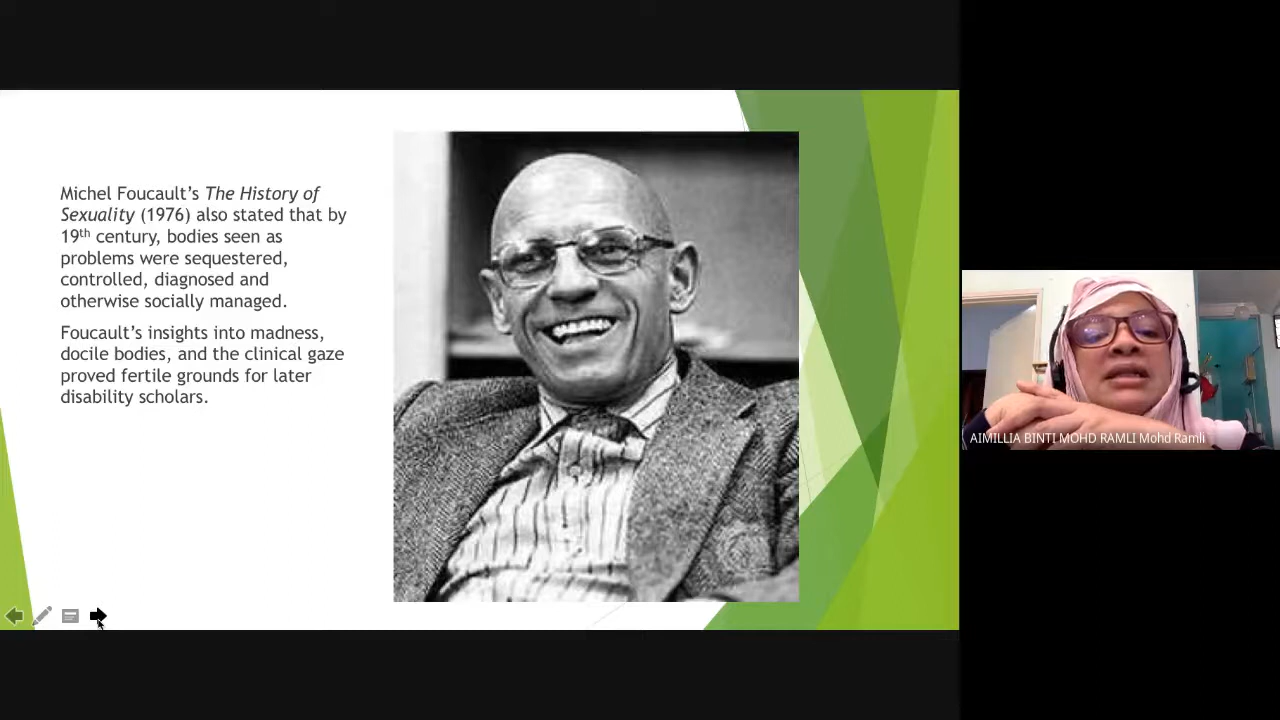 Michel Foucault’s The History of
Sexuality (1976) also stated that by
19th century, bodies seen as
problems were sequestered,
controlled, diagnosed and
otherwise socially managed.
Foucault’s insights into madness,
docile bodies, and the clinical gaze
proved fertile grounds for later
disability scholars.
AIMILLIA BINTI MOHD RAMLI Mohd Ramli